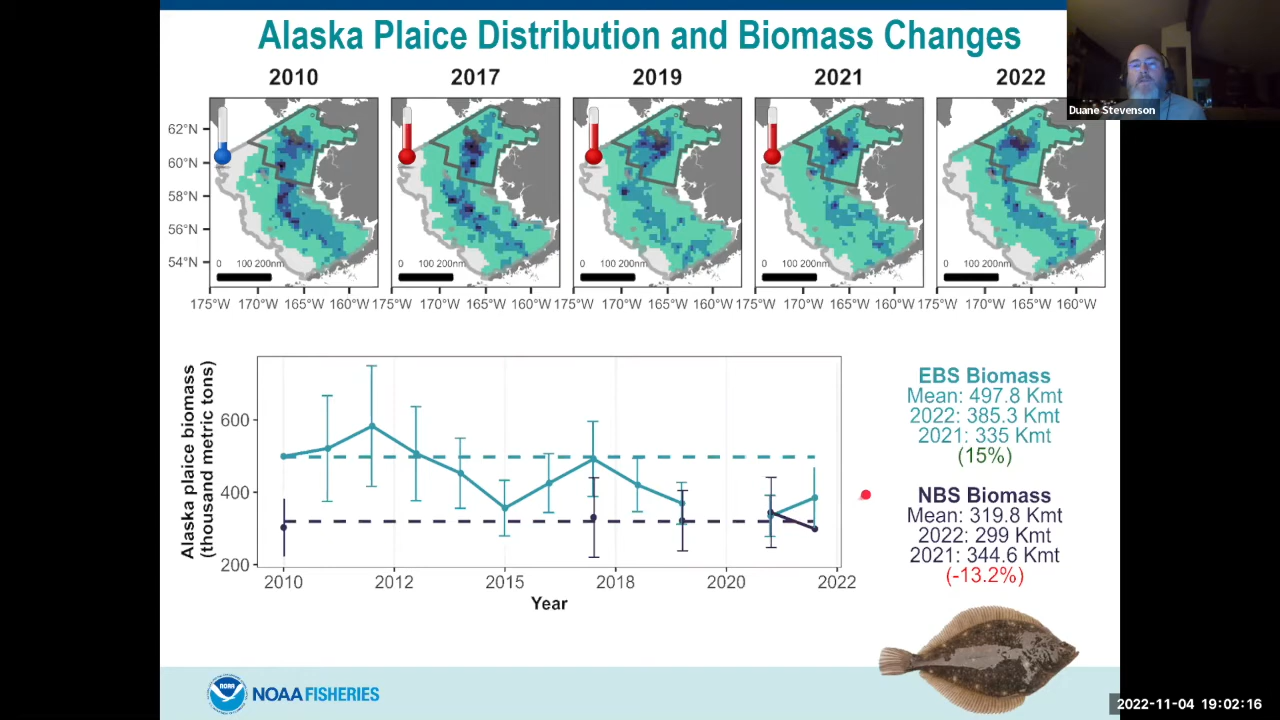 Alaska Plaice Distribution and Biomass Changes
Duane Stevenson
2010
2017
2019
2021
2022
62°N
60°N
58°N
56°N
54°N
0 100 200nm
0 100 200nm
0 100 200nm
0 100 200nm
0 100 200nm
175°W 170°W 165°W 160°W
175°W 170°W 165°W 160°W
175°W 170°W 165°W 160°W
175°W 170°W 165°W 160°W
175°W 170°W 165°W 160°W
Alaska plaice biomass
(thousand metric tons)
600
400
200
2010
2012
2015
2018
2020
2022
Year
EBS Biomass
Mean: 497.8 Kmt
2022: 385.3 Kmt
2021: 335 Kmt
(15%)
NBS Biomass
Mean: 319.8 Kmt
2022: 299 Kmt
2021: 344.6 Kmt
(-13.2%)
NOAA
NOAA FISHERIES
2022-11-04 19:02:16